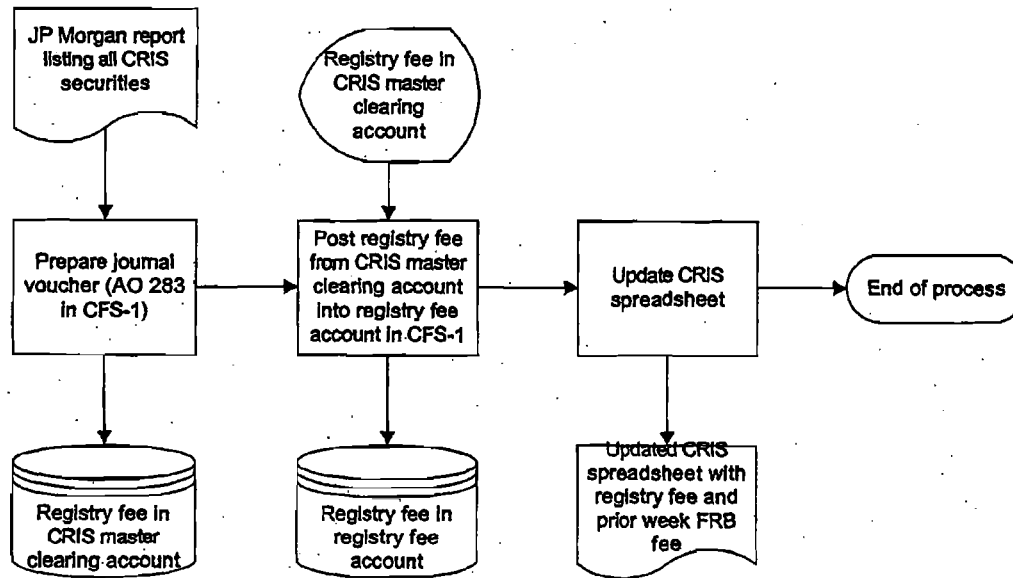 JP Morgan report
listing all CRIS
securities
Registry fee in
CRIS master
clearing
account
Prepare journal
voucher (AO 283
in CFS-1)
Post registry fee
from CRIS master
clearing account
into registry fee
account in CFS-1
Update CRIS
spreadsheet
End of process
Registry fee in
CRIS master
clearing account
Registry fee in
registry fee
account
Updated CRIS
spreadsheet with
registry fee and
prior week FRB
fee